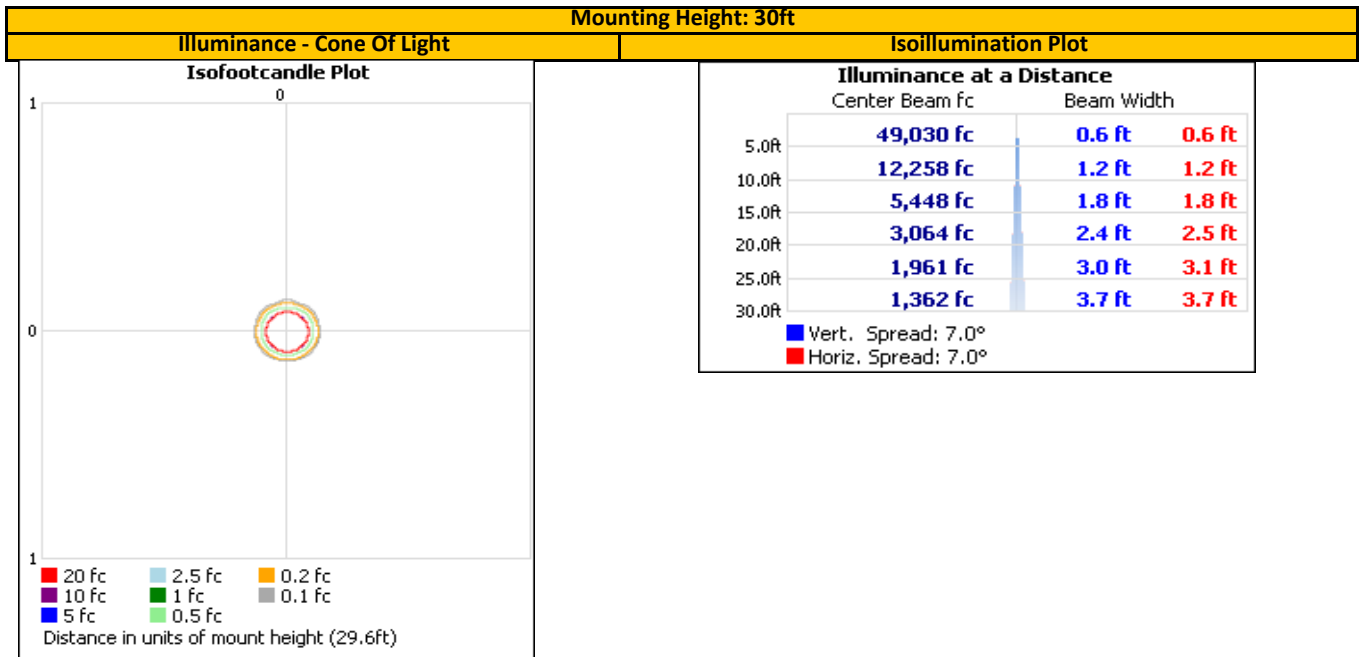 Mounting Height: 30ft
Illuminance - Cone Of Light
Isoillumination Plot
Isofootcandle Plot
0
1
0
1
20 fc 2.5 fc 0.2 fc
10 fc 1 fc 0.1 fc
5 fc 0.5 fc
Distance in units of mount height (29.6ft)
Illuminance at a Distance
Center Beam fc Beam Width
5.0ft 49,030 fc 0.6 ft 0.6 ft
10.0ft 12,258 fc 1.2 ft 1.2 ft
15.0ft 5,448 fc 1.8 ft 1.8 ft
20.0ft 3,064 fc 2.4 ft 2.5 ft
25.0ft 1,961 fc 3.0 ft 3.1 ft
30.0ft 1,362 fc 3.7 ft 3.7 ft
Vert. Spread: 7.0°
Horiz. Spread: 7.0°